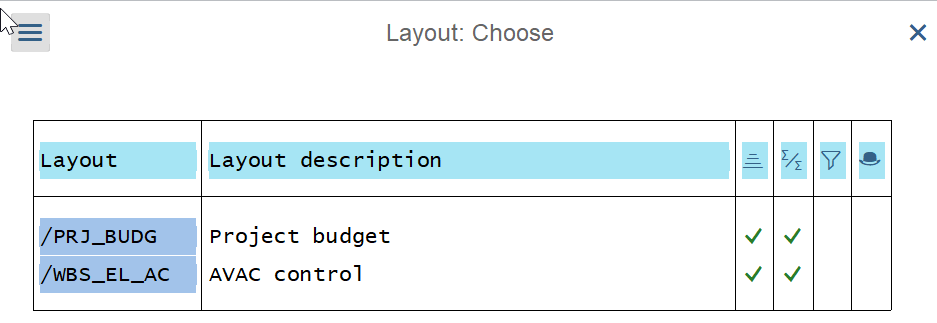 Layout: Choose
Layout Layout description
/PRJ_BUDG Project budget
/WBS_EL_AC AVAC control